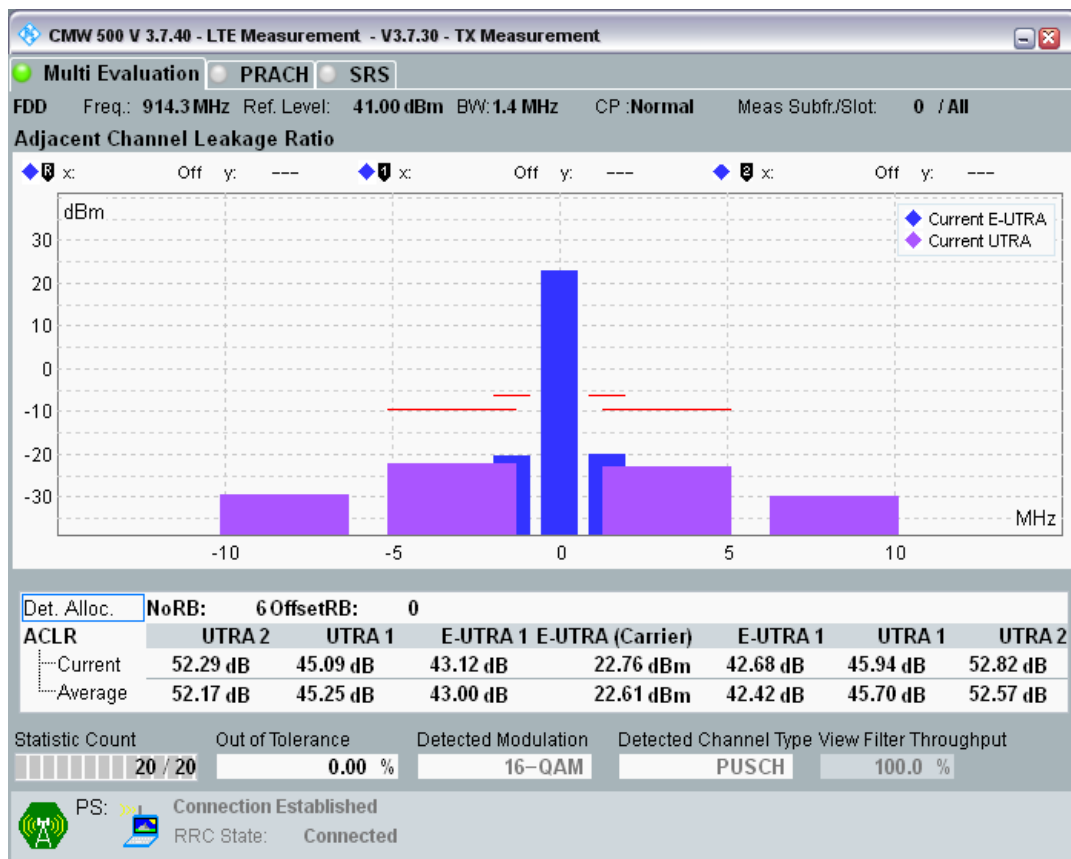 CMW 500 V 3.7.40 - LTE Measurement - V3.7.30 - TX Measurement
Multi Evaluation PRACH SRS
FDD Freq.: 914.3 MHz Ref. Level: 41.00 dBm BW: 1.4 MHz CP :Normal Meas Subfr./Slot: 0 / All
Adjacent Channel Leakage Ratio
R x: Off y: --- 1 x: Off y: --- 2 x: Off y: ---
dBm
Current E-UTRA
Current UTRA
30
20
10
0
-10
-20
-30
MHz
-10 -5 0 5 10
Det. Alloc. NoRB: 6 OffsetRB: 0
ACLR UTRA 2 UTRA 1 E-UTRA 1 E-UTRA (Carrier) E-UTRA 1 UTRA 1 UTRA 2
Current 52.29 dB 45.09 dB 43.12 dB 22.76 dBm 42.68 dB 45.94 dB 52.82 dB
Average 52.17 dB 45.25 dB 43.00 dB 22.61 dBm 42.42 dB 45.70 dB 52.57 dB
Statistic Count Out of Tolerance Detected Modulation Detected Channel Type View Filter Throughput
20 / 20 0.00 % 16-QAM PUSCH 100.0 %
PS: Connection Established
RRC State: Connected